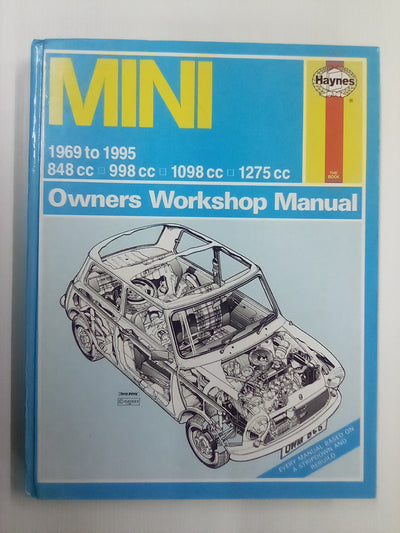 MINI
Haynes
®
1969 to 1995
848 cc □ 998 cc □ 1098 cc □ 1275 cc
THE
BOOK
Owners Workshop Manual
© HAYNES
EVERY MANUAL BASED ON
A STRIPDOWN AND
REBUILD